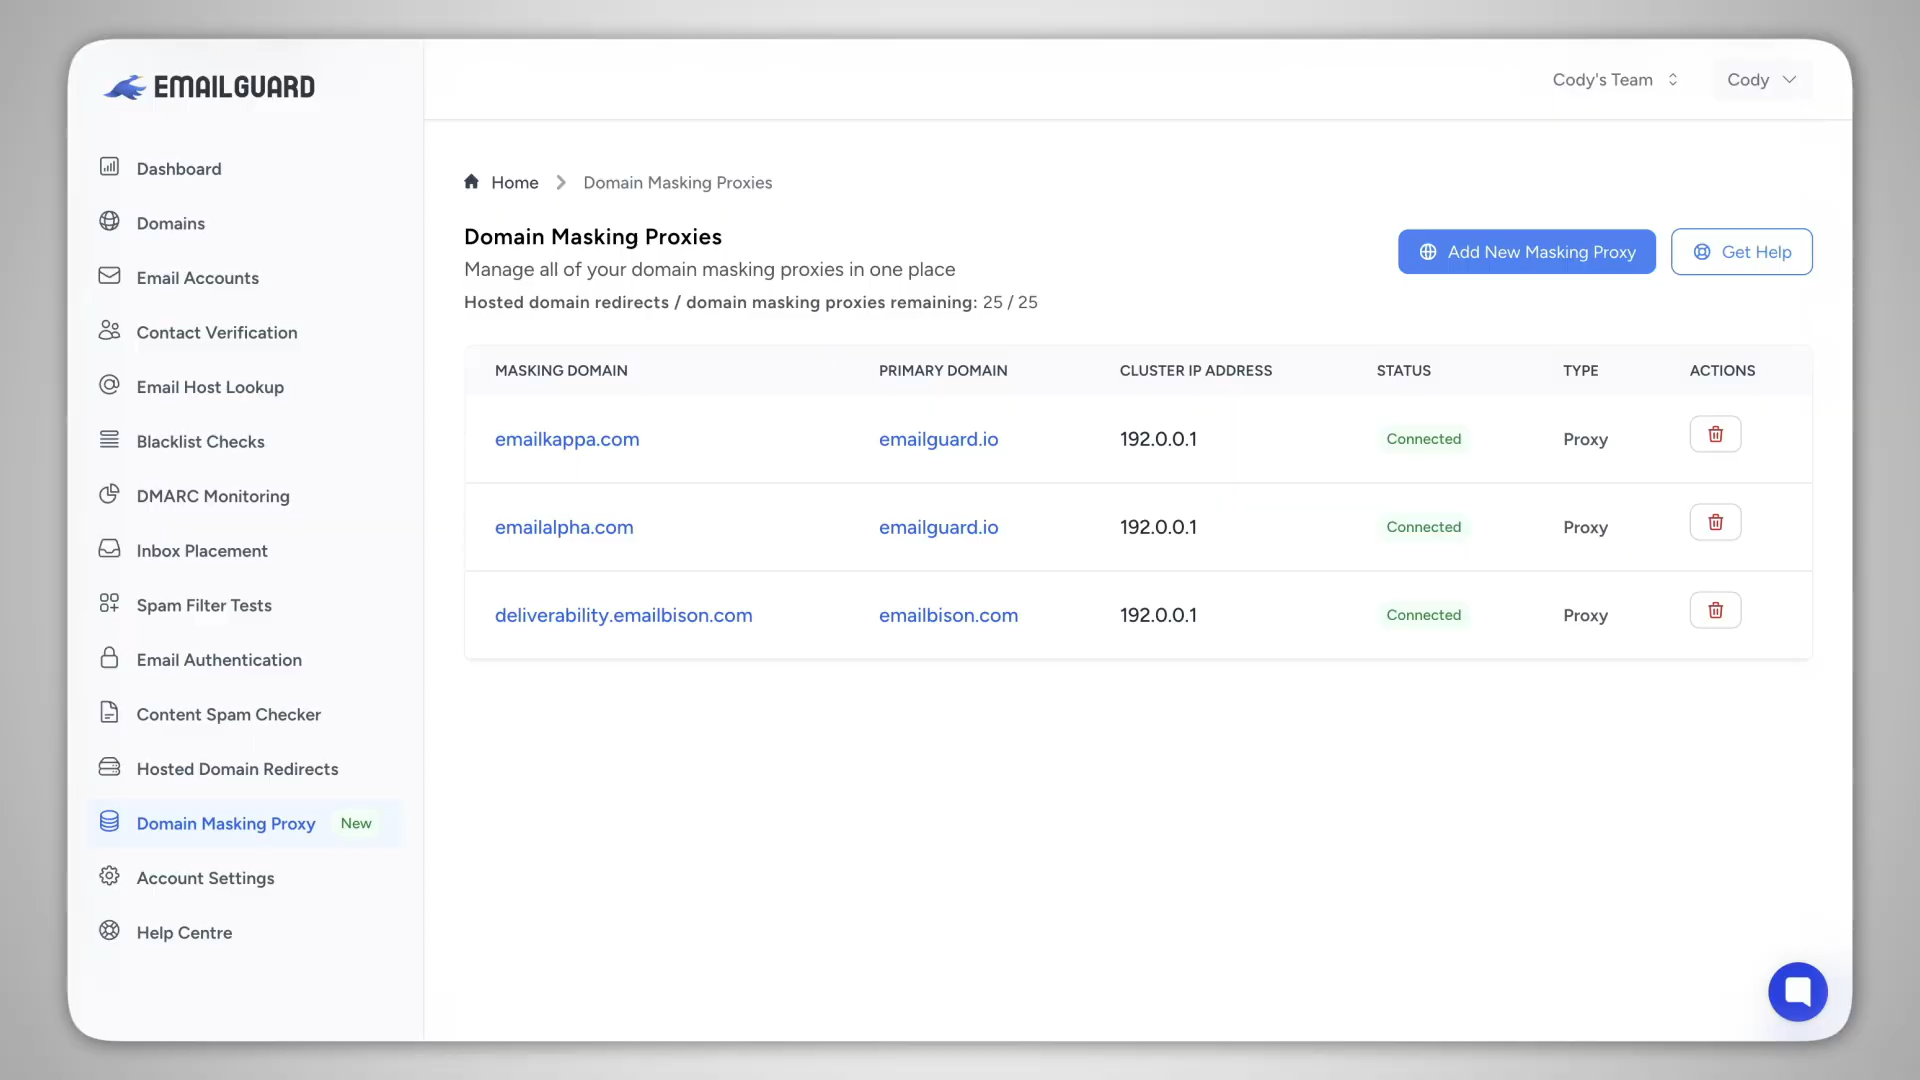 EMAILGUARD
Cody's Team
Cody
Dashboard
Domains
Email Accounts
Contact Verification
Email Host Lookup
Blacklist Checks
DMARC Monitoring
Inbox Placement
Spam Filter Tests
Email Authentication
Content Spam Checker
Hosted Domain Redirects
Domain Masking Proxy New
Account Settings
Help Centre
Home Domain Masking Proxies
Domain Masking Proxies
Manage all of your domain masking proxies in one place
Hosted domain redirects / domain masking proxies remaining: 25 / 25
Add New Masking Proxy
Get Help
MASKING DOMAIN PRIMARY DOMAIN CLUSTER IP ADDRESS STATUS TYPE ACTIONS
emailkappa.com emailguard.io 192.0.0.1 Connected Proxy
emailalpha.com emailguard.io 192.0.0.1 Connected Proxy
deliverability.emailbison.com emailbison.com 192.0.0.1 Connected Proxy